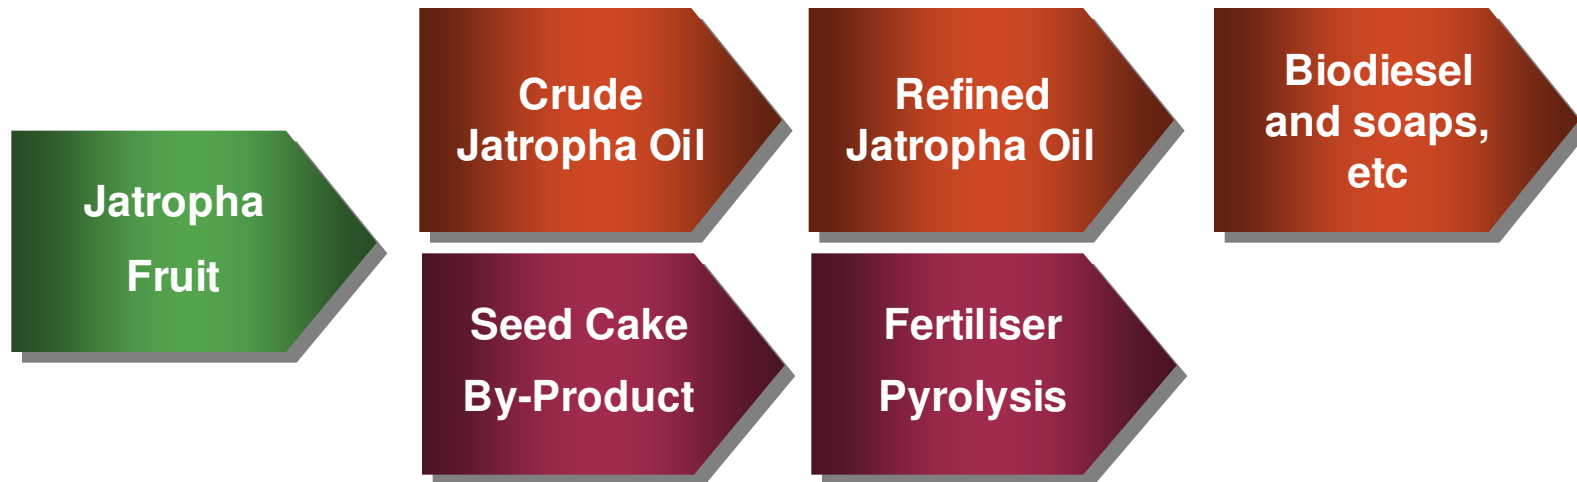 Jatropha
Fruit
Crude
Jatropha Oil
Refined
Jatropha Oil
Biodiesel
and soaps,
etc
Seed Cake
By-Product
Fertiliser
Pyrolysis